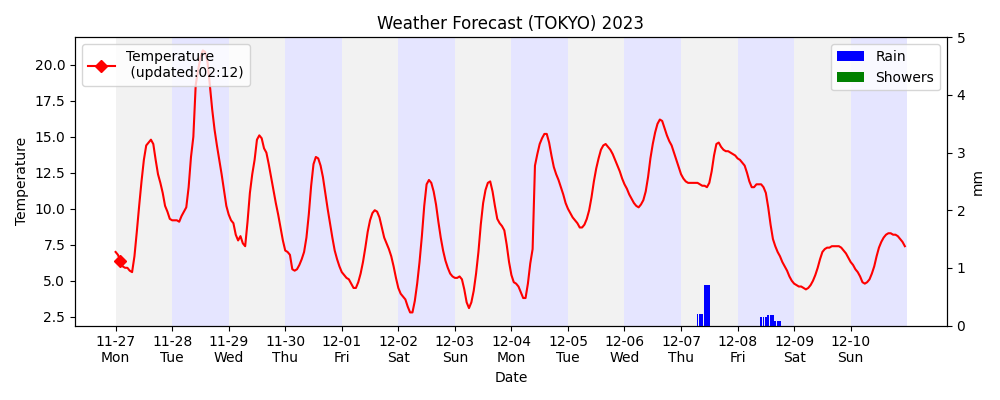 Weather Forecast (TOKYO) 2023
Temperature
(updated:02:12)
Rain
Showers
Temperature
20.0
17.5
15.0
12.5
10.0
7.5
5.0
2.5
5
4
3
2
1
0
mm
11-27 11-28 11-29 11-30 12-01 12-02 12-03 12-04 12-05 12-06 12-07 12-08 12-09 12-10
Mon Tue Wed Thu Fri Sat Sun Mon Tue Wed Thu Fri Sat Sun
Date